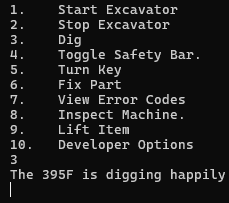 1.    Start Excavator
2.    Stop Excavator
3.    Dig
4.    Toggle Safety Bar.
5.    Turn Key
6.    Fix Part
7.    View Error Codes
8.    Inspect Machine.
9.    Lift Item
10.   Developer Options
3
The 395F is digging happily